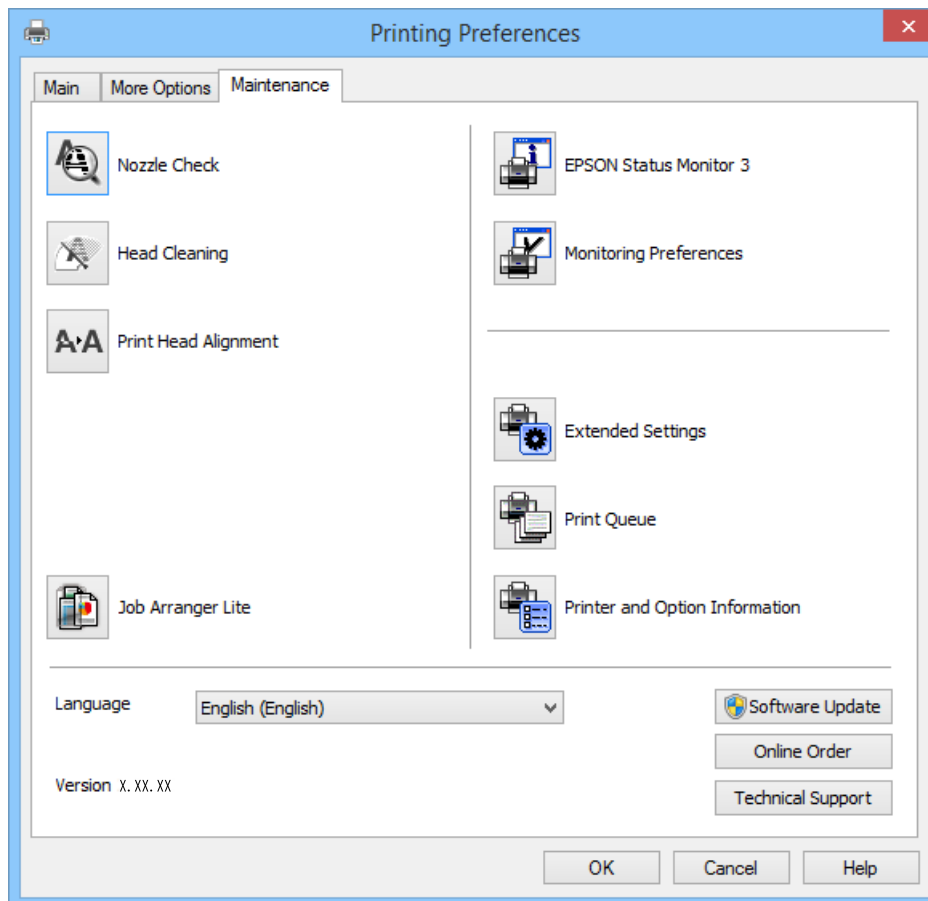 Printing Preferences
Main
More Options
Maintenance
Nozzle Check
Head Cleaning
A·A Print Head Alignment
Job Arranger Lite
EPSON Status Monitor 3
Monitoring Preferences
Extended Settings
Print Queue
Printer and Option Information
Language
English (English)
Version X.XX.XX
Software Update
Online Order
Technical Support
OK
Cancel
Help